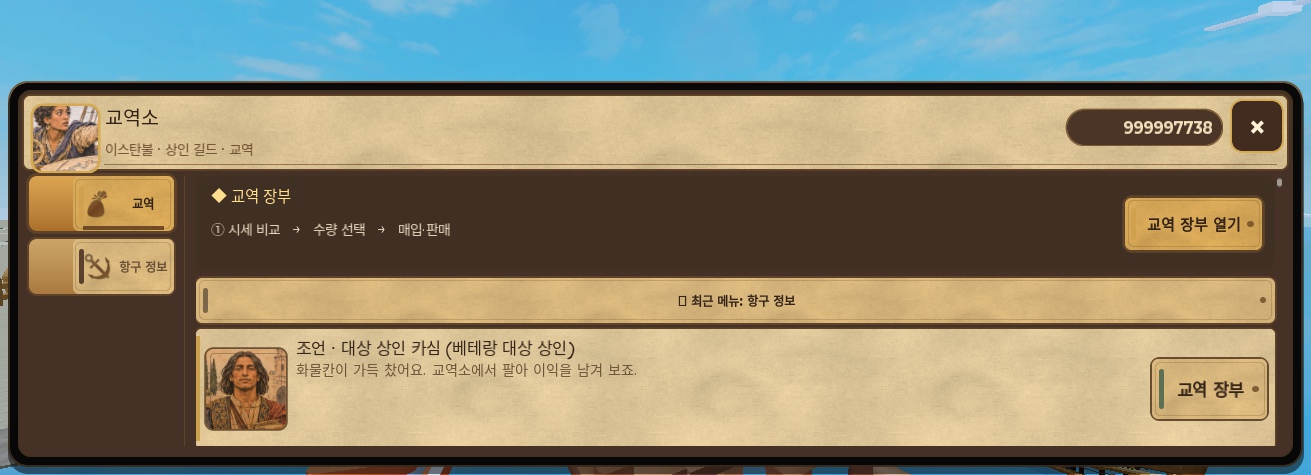 교역소
이스탄불 · 상인 길드 · 교역
999997738
×
교역
항구 정보
◆ 교역 장부
① 시세 비교 → 수량 선택 → 매입·판매
교역 장부 열기
▯ 최근 메뉴: 항구 정보
조언 · 대상 상인 카심 (베테랑 대상 상인)
화물칸이 가득 찼어요. 교역소에서 팔아 이익을 남겨 보죠.
교역 장부